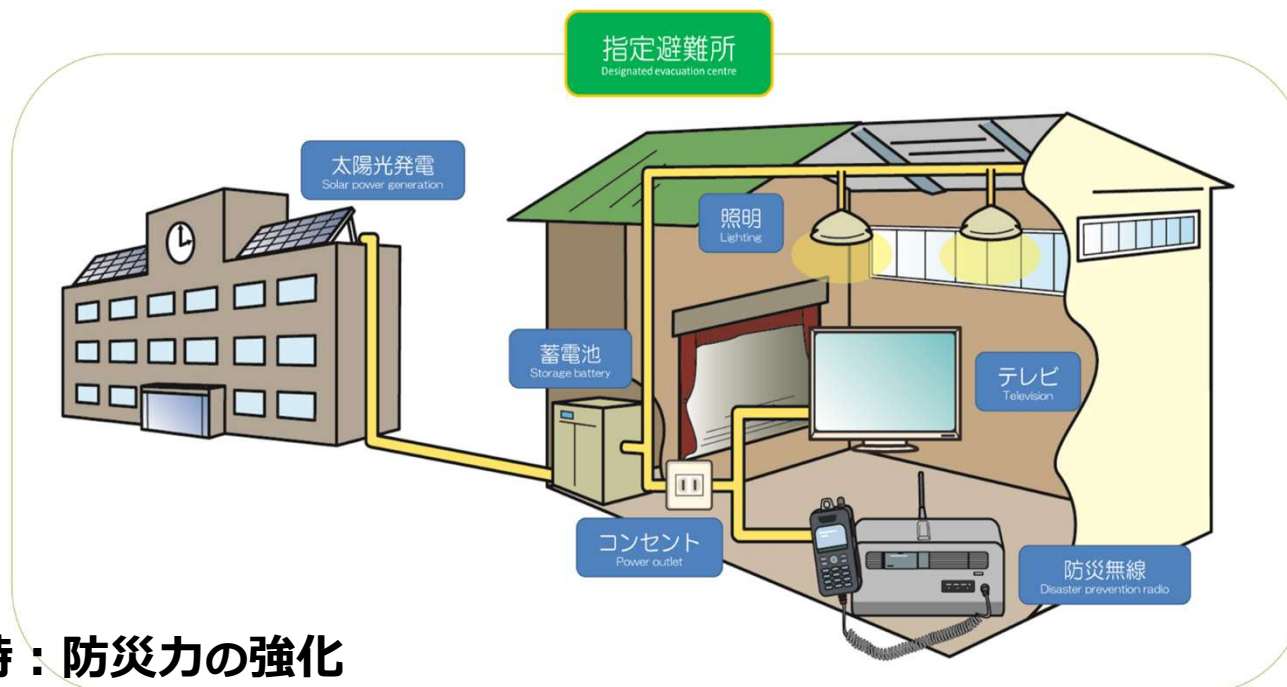 指定避難所
Designated evacuation centre
太陽光発電
Solar power generation
照明
Lighting
蓄電池
Storage battery
テレビ
Television
コンセント
Power outlet
防災無線
Disaster prevention radio
時：防災力の強化